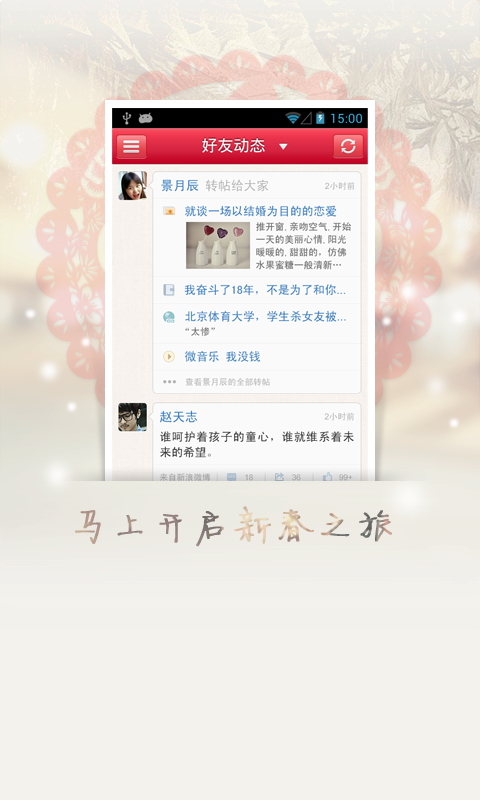 15:00
好友动态
景月辰 转帖给大家 2小时前
就谈一场以结婚为目的的恋爱
推开窗, 亲吻空气, 开始
一天的美丽心情, 阳光
暖暖的, 甜甜的, 仿佛
水果蜜糖一般清新…
我奋斗了18年，不是为了和你...
北京体育大学，学生杀女友被...
“太惨”
微音乐 我没钱
查看景月辰的全部转帖
赵天志 2小时前
谁呵护着孩子的童心，谁就维系着未
来的希望。
来自新浪微博 18 36 99+
马上开启新春之旅